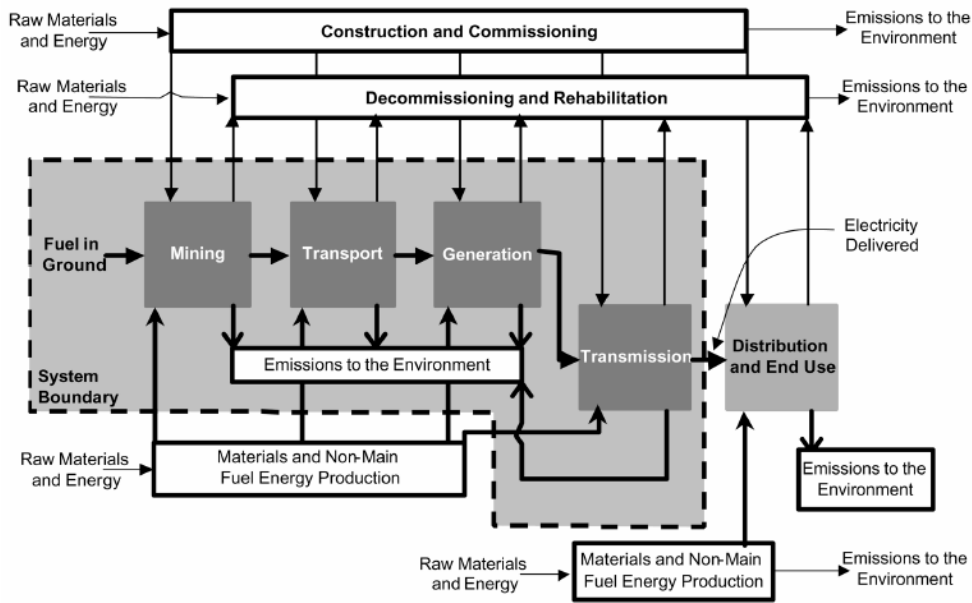 Raw Materials
and Energy
Construction and Commissioning
Emissions to the
Environment
Raw Materials
and Energy
Decommissioning and Rehabilitation
Emissions to the
Environment
Fuel in
Ground
Mining
Transport
Generation
Electricity
Delivered
Transmission
Distribution
and End Use
Emissions to the Environment
System
Boundary
Raw Materials
and Energy
Materials and Non-Main
Fuel Energy Production
Emissions to the
Environment
Raw Materials
and Energy
Materials and Non-Main
Fuel Energy Production
Emissions to the
Environment